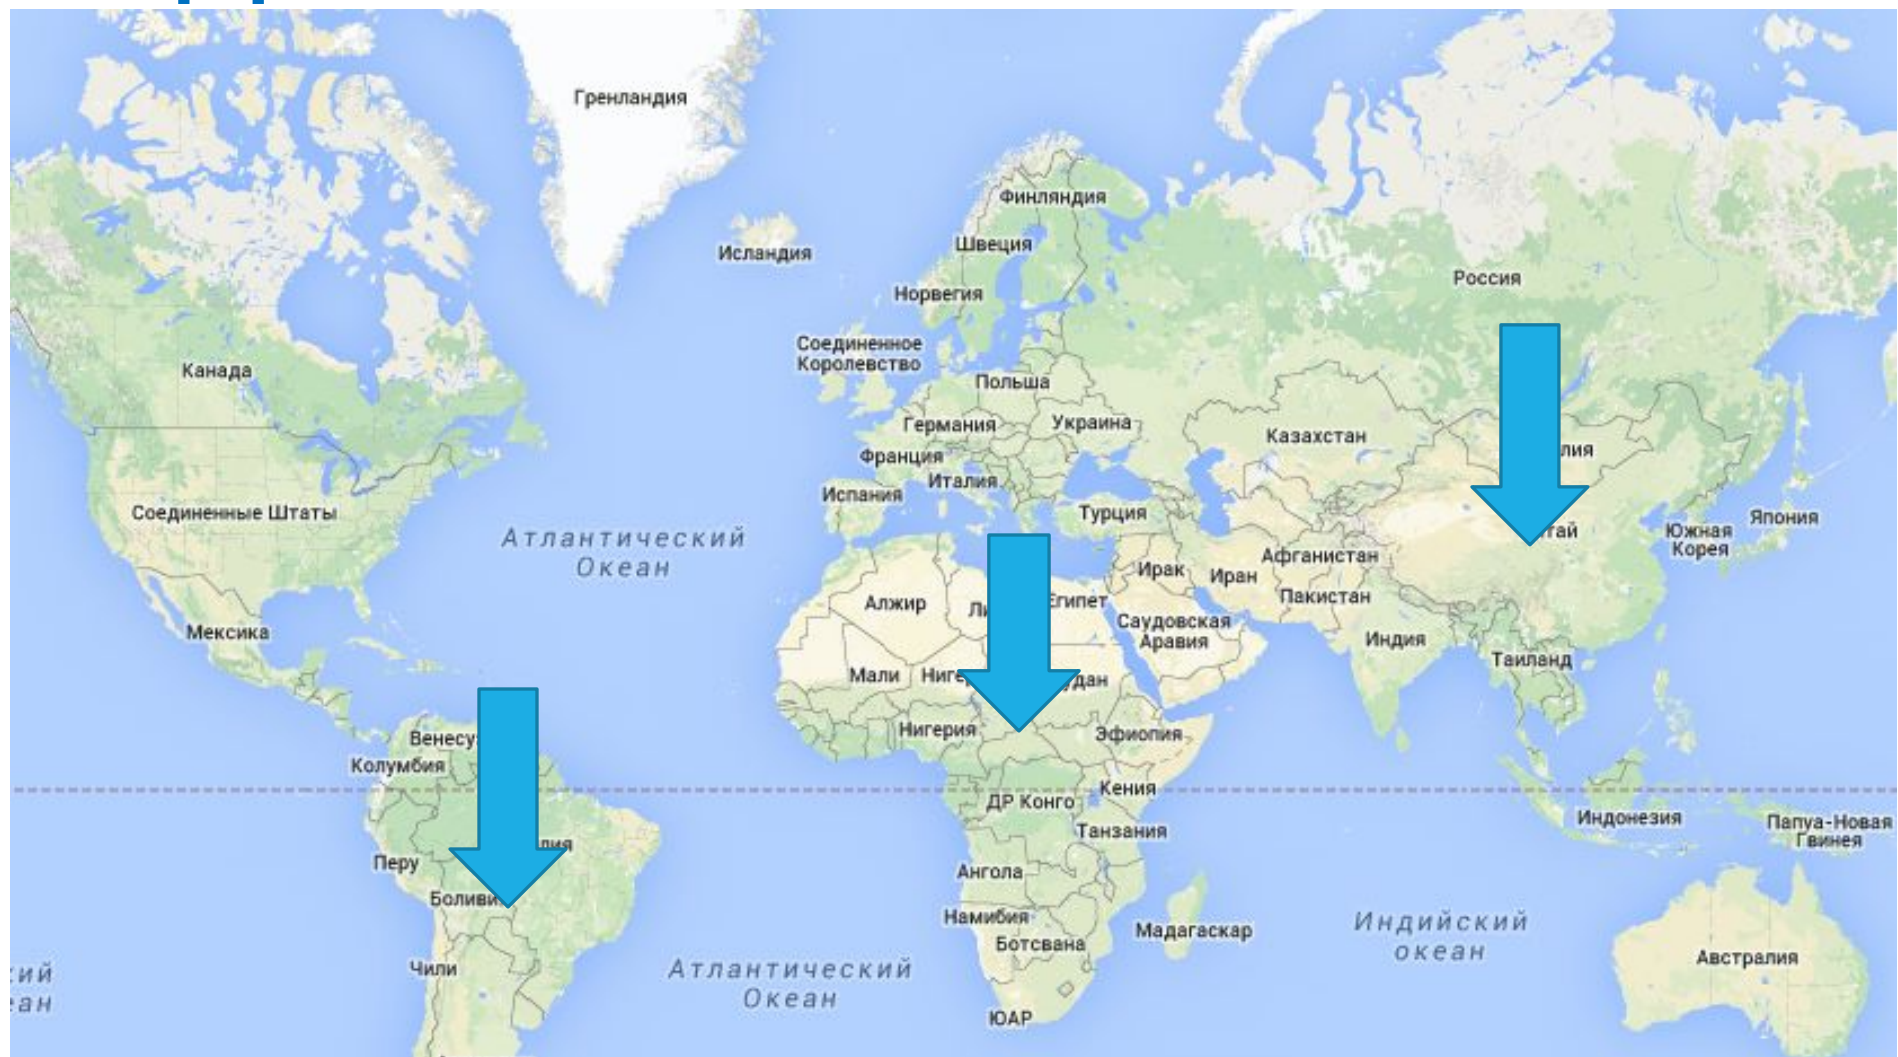 Гренландия
Финляндия
Исландия
Швеция
Россия
Норвегия
Соединенное
Королевство
Канада
Польша
Германия
Украина
Казахстан
Франция
Италия
Испания
Соединенные Штаты
Турция
Япония
Южная
Корея
Атлантический
Океан
Афганистан
Ирак
Иран
Пакистан
Алжир
Египет
Саудовская
Аравия
Мексика
Индия
Таиланд
Мали
Нигерия
Эфиопия
Колумбия
Кения
ДР Конго
Индонезия
Папуа-Новая
Гвинея
Танзания
Перу
Ангола
Намибия
Мадагаскар
Индийский
океан
Ботсвана
Австралия
Чили
Атлантический
Океан
ЮАР